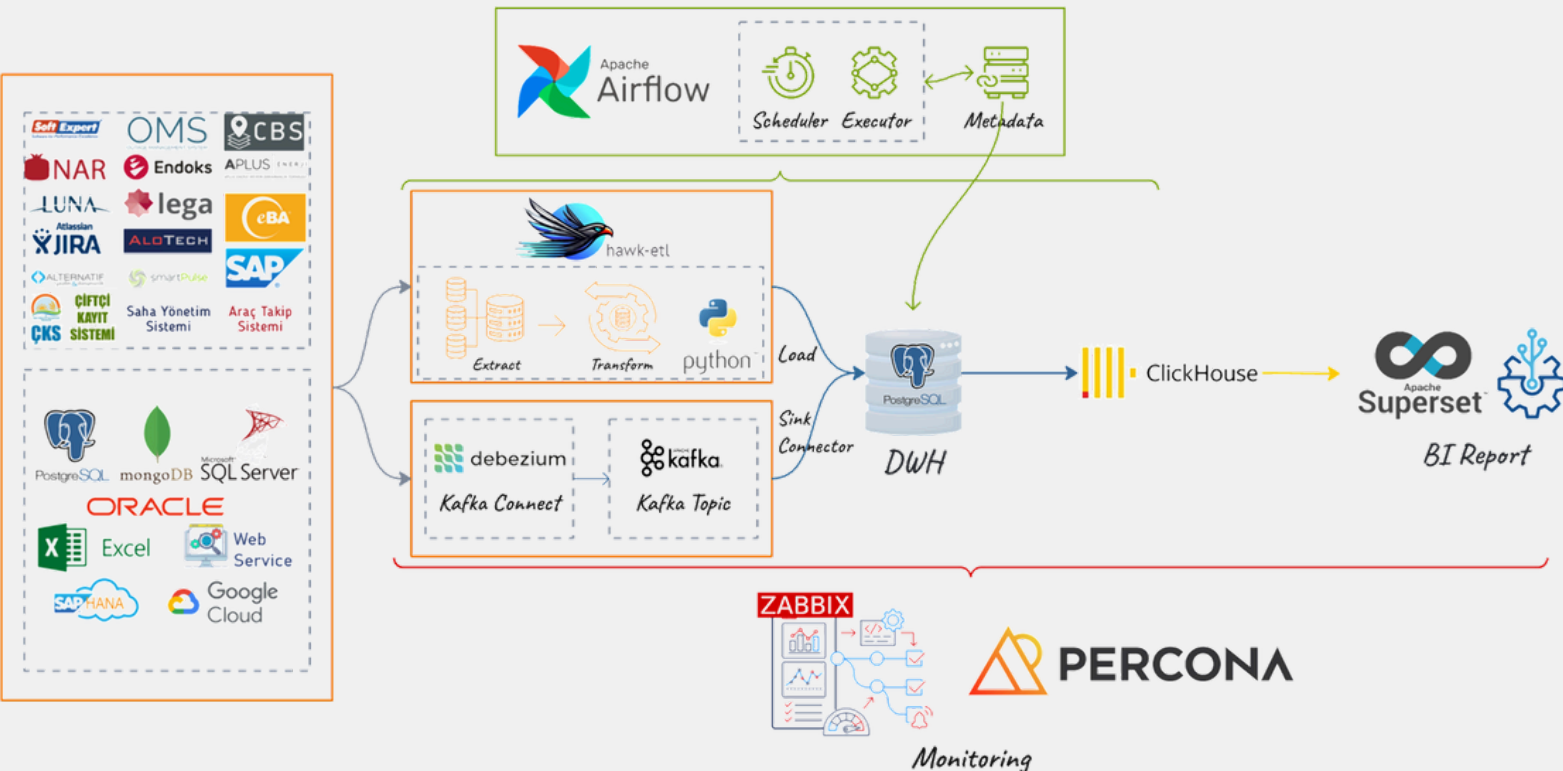 Apache
Airflow
Scheduler
Executor
Metadata
Soft Expert
OMS
CBS
NAR
Endoks
APLUS ENERJİ
LUNA
lega
eBA
Atlassian
JIRA
ALOTECH
SAP
ALTERNATIF
smartPulse
ÇKS
ÇİFTÇİ
KAYIT
SİSTEMİ
Saha Yönetim
Sistemi
Araç Takip
Sistemi
PostgreSQL
mongoDB
Microsoft
SQL Server
ORACLE
Excel
Web
Service
SAP HANA
Google
Cloud
hawk-etl
Extract
Transform
python
Load
debezium
Kafka Connect
kafka
Kafka Topic
Sink
Connector
PostgreSQL
DWH
ClickHouse
Apache
Superset
BI Report
ZABBIX
PERCONA
Monitoring